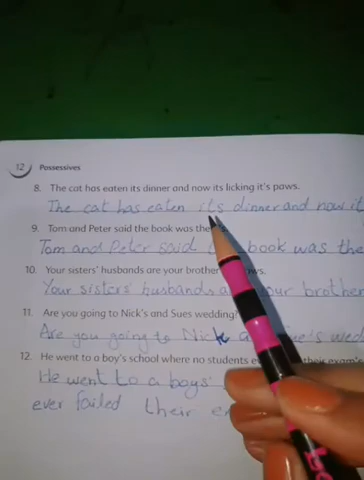 12 Possessives
8. The cat has eaten its dinner and now its licking it's paws.
The cat has eaten its dinner and now it
9. Tom and Peter said the book was the
Tom and Peter said book was the
10. Your sisters' husbands are your brother
Your sisters' husbands your brother
11. Are you going to Nick's and Sues wedding?
Are you going to Nick 's wed
12. He went to a boy's school where no students their exam's
He went to a boys'
ever failed their